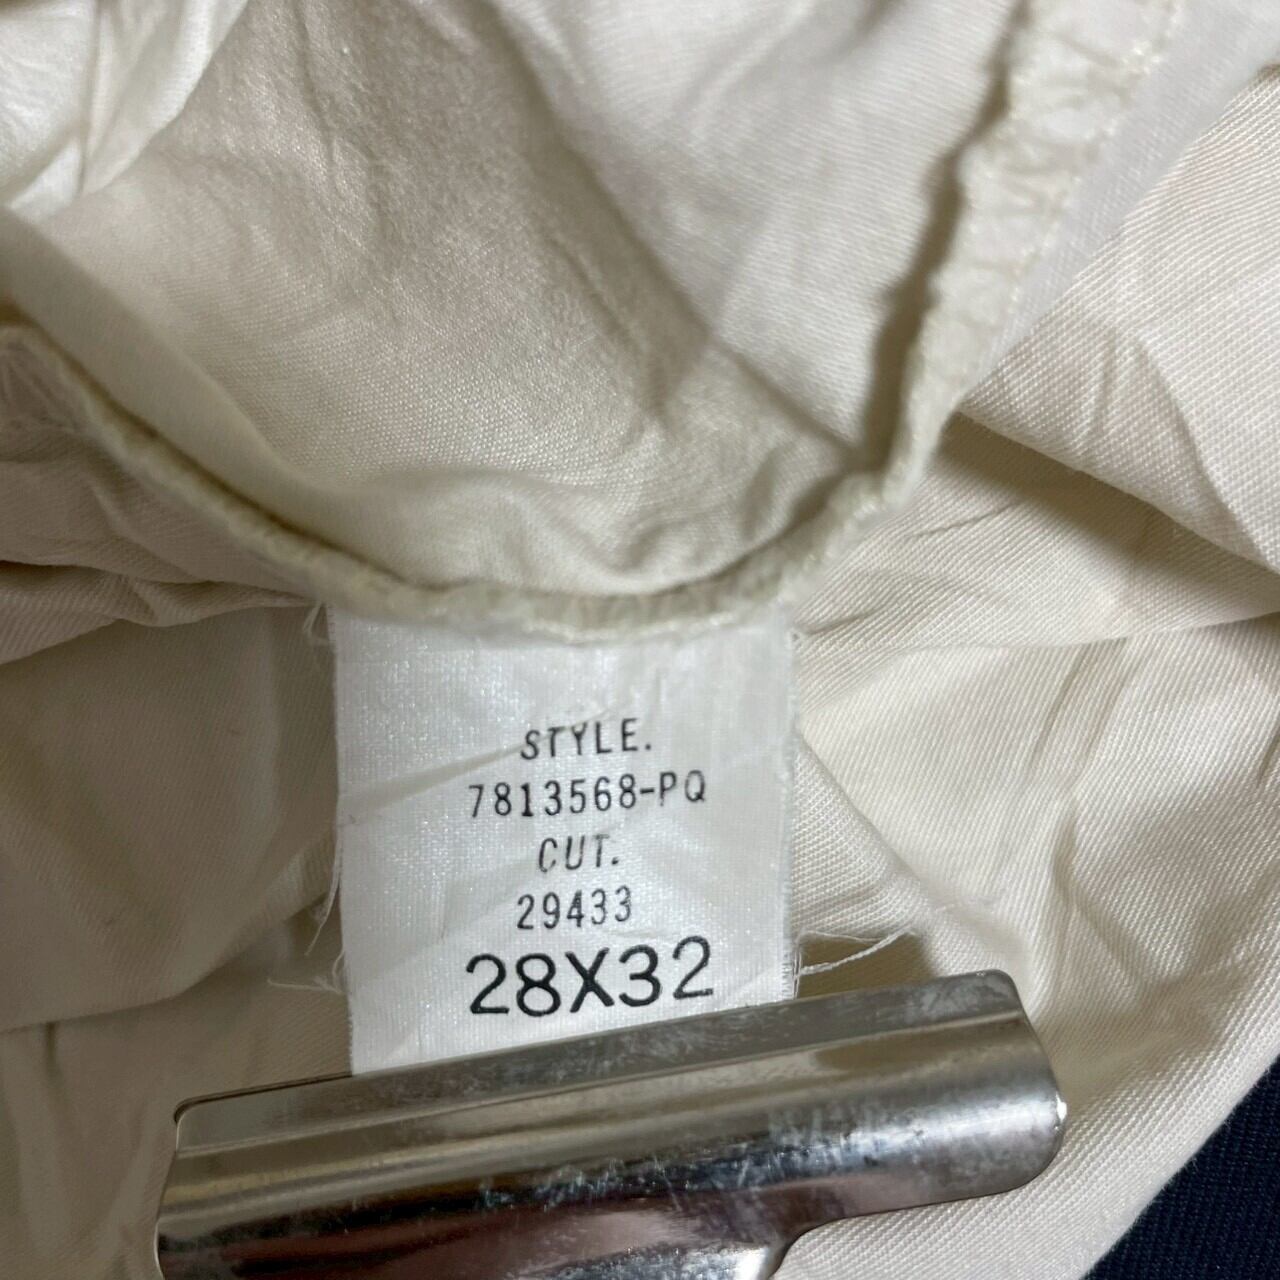 STYLE.
7813568-PQ
CUT.
29433
28X32